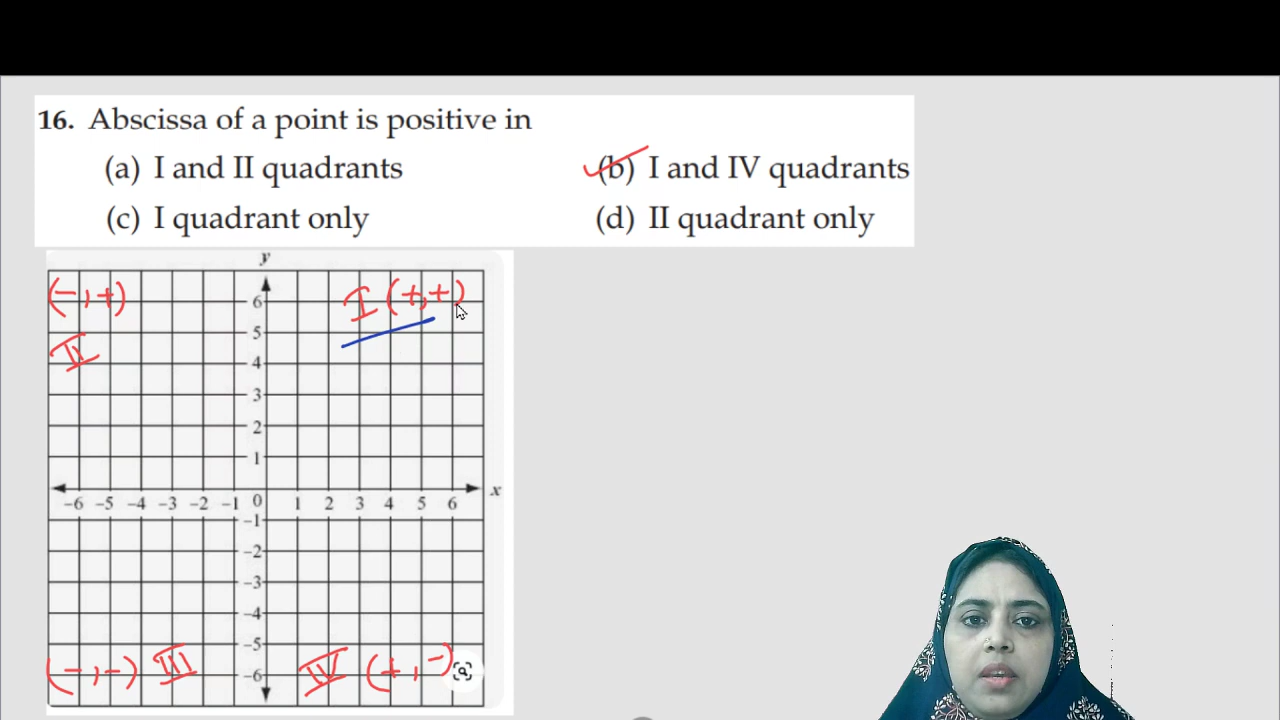 16. Abscissa of a point is positive in
(a) I and II quadrants
(b) I and IV quadrants
(c) I quadrant only
(d) II quadrant only
y
(-,+)
I (+,+)
II
6
5
4
3
2
1
-6 -5 -4 -3 -2 -1 0 1 2 3 4 5 6 x
-1
-2
-3
-4
-5
-6
(-,-) III
IV (+,-)